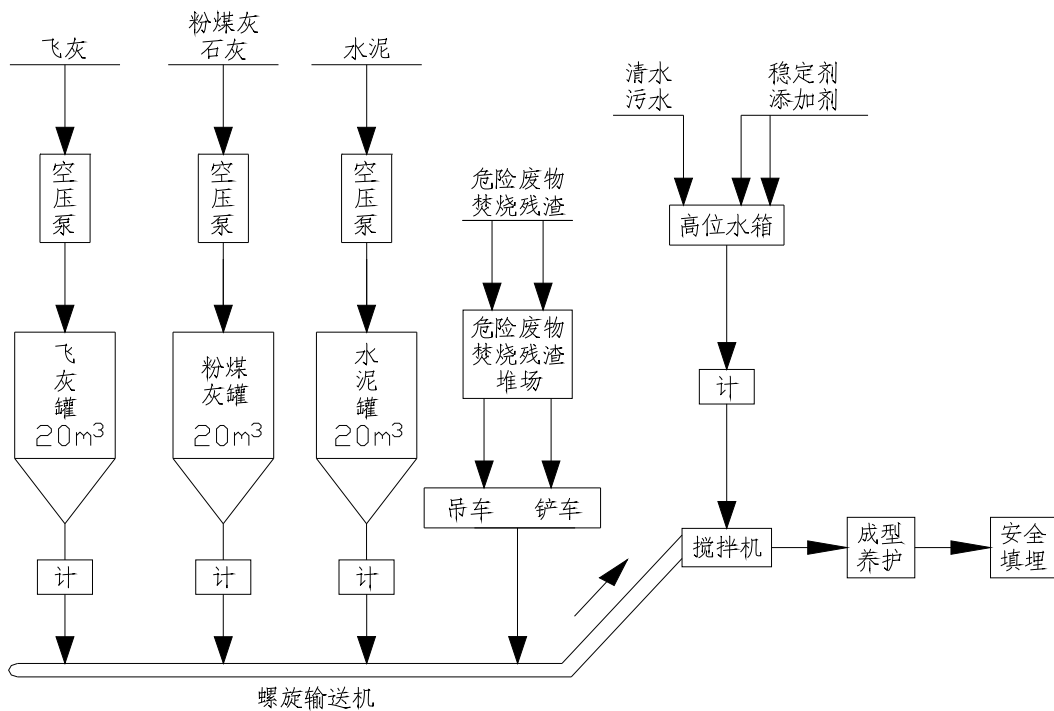 飞灰
粉煤灰
石灰
水泥
清水
污水
稳定剂
添加剂
空
压
泵
空
压
泵
空
压
泵
危险废物
焚烧残渣
高位水箱
飞
灰
罐
20m³
粉煤
灰罐
20m³
水
泥
罐
20m³
危险废物
焚烧残渣
堆场
计
吊车 铲车
搅拌机
成型
养护
安全
填埋
计
计
计
螺旋输送机